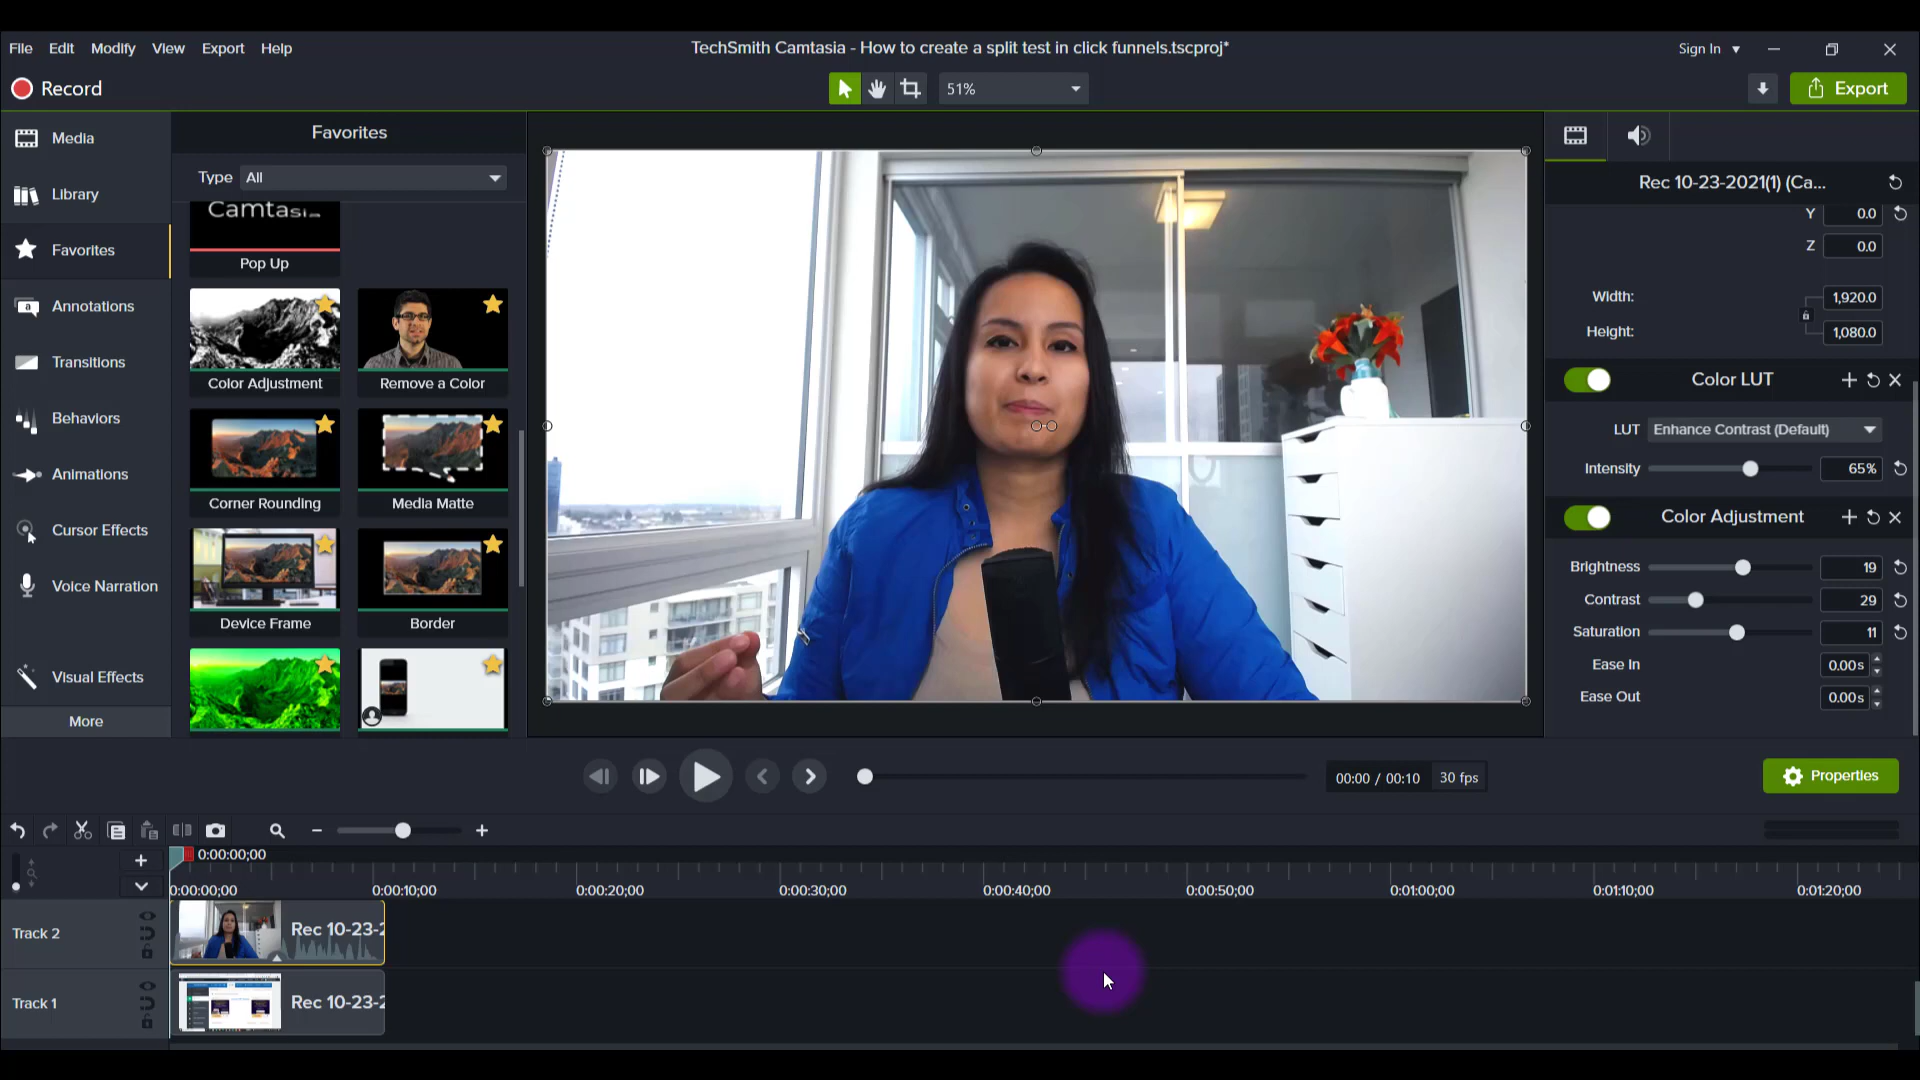 File Edit Modify View Export Help
TechSmith Camtasia - How to create a split test in click funnels.tscproj*
Sign In
Record
51%
Export
Media
Library
Favorites
Annotations
Transitions
Behaviors
Animations
Cursor Effects
Voice Narration
Visual Effects
More
Favorites
Type All
Camtasia
Pop Up
Color Adjustment
Remove a Color
Corner Rounding
Media Matte
Device Frame
Border
Rec 10-23-2021(1) (Ca...
Y 0.0
Z 0.0
Width: 1,920.0
Height: 1,080.0
Color LUT
LUT Enhance Contrast (Default)
Intensity 65%
Color Adjustment
Brightness 19
Contrast 29
Saturation 11
Ease In 0.00s
Ease Out 0.00s
00:00 / 00:10 30 fps
Properties
0:00:00;00
0:00:00;00 0:00:10;00 0:00:20;00 0:00:30;00 0:00:40;00 0:00:50;00 0:01:00;00 0:01:10;00 0:01:20;00
Track 2
Rec 10-23-2
Track 1
Rec 10-23-2